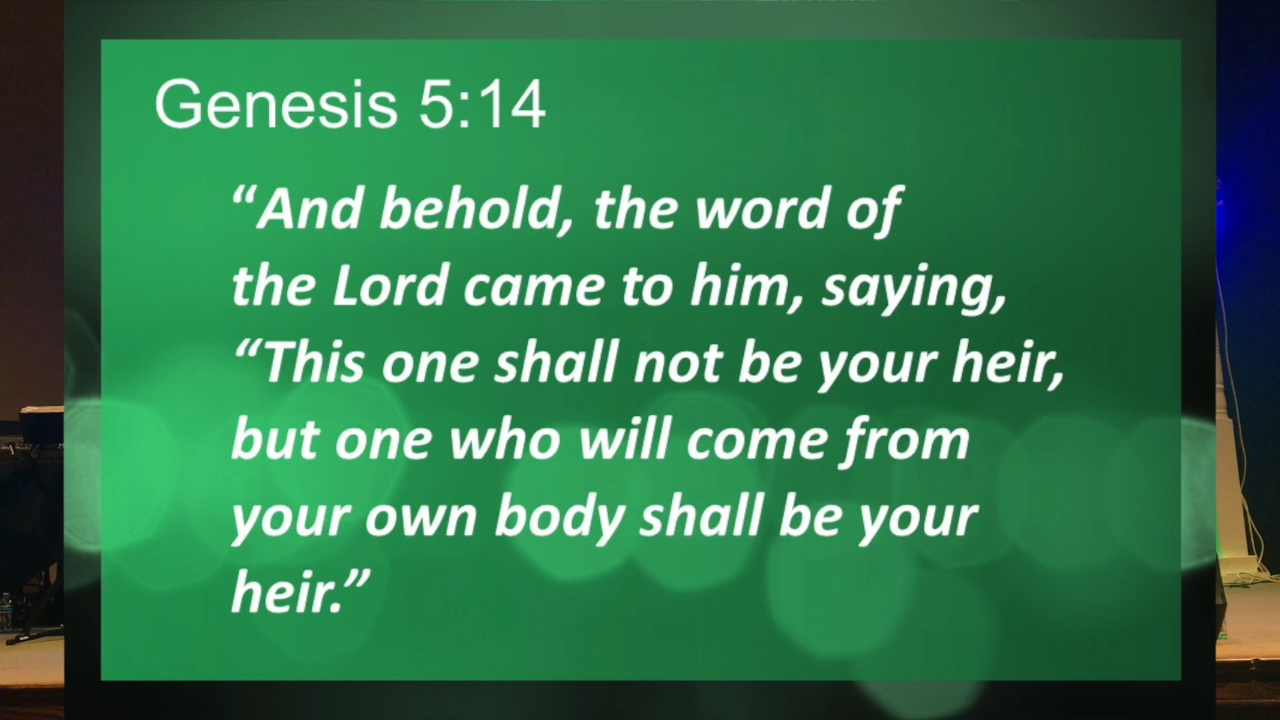 Genesis 5:14
“And behold, the word of
the Lord came to him, saying,
“This one shall not be your heir,
but one who will come from
your own body shall be your
heir.”